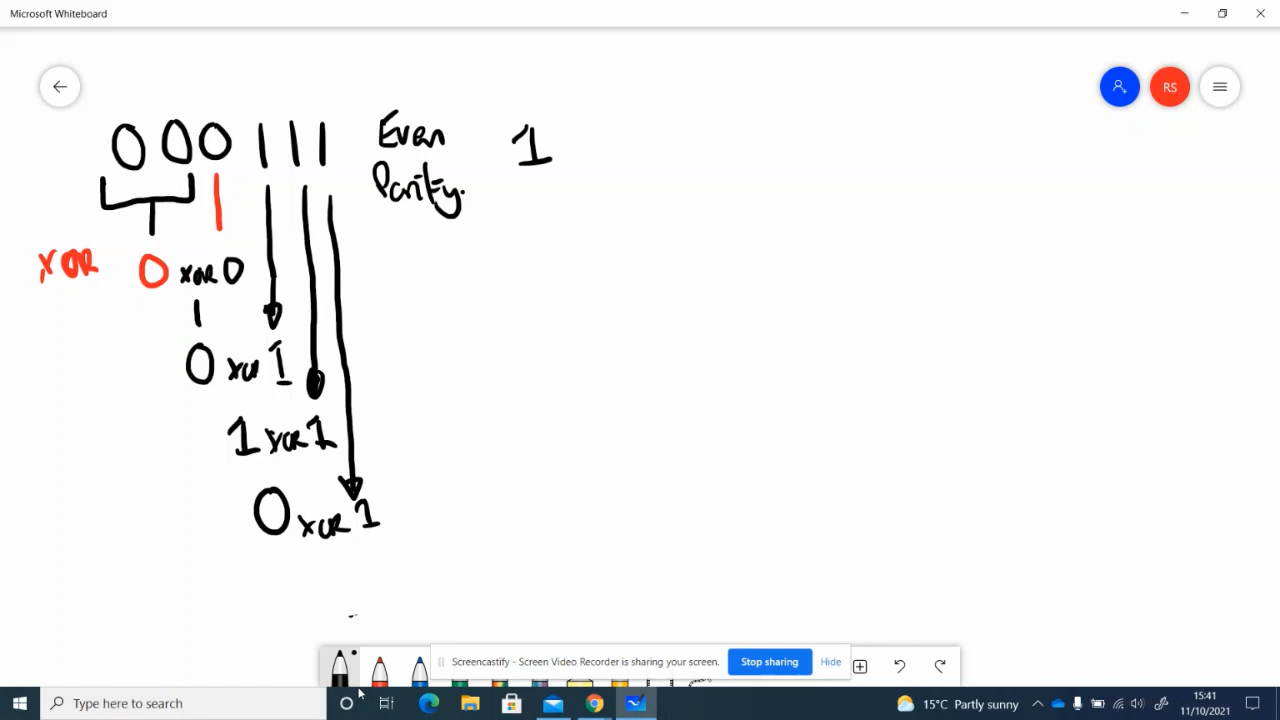 Microsoft Whiteboard
RS
0 0 0 1 1 1 Even 1
Parity.
XOR 0 XOR 0
0 XOR 1
1 XOR 1
0 XOR 1
Screencastify - Screen Video Recorder is sharing your screen. Stop sharing Hide
Type here to search
15°C Partly sunny
15:41
11/10/2021